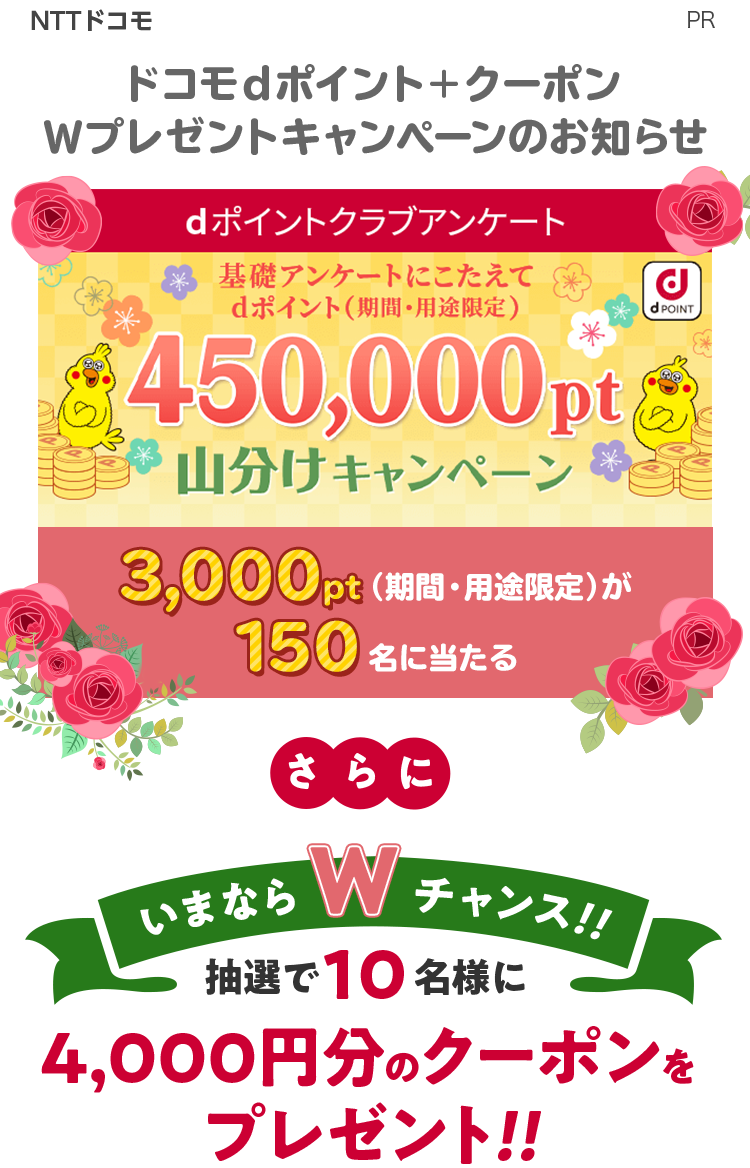 NTTドコモ
PR
ドコモdポイント＋クーポン
Wプレゼントキャンペーンのお知らせ
dポイントクラブアンケート
基礎アンケートにこたえて
dポイント(期間・用途限定)
d POINT
450,000pt
山分けキャンペーン
3,000pt(期間・用途限定)が
150名に当たる
さらに
いまならWチャンス!!
抽選で10名様に
4,000円分のクーポンを
プレゼント!!